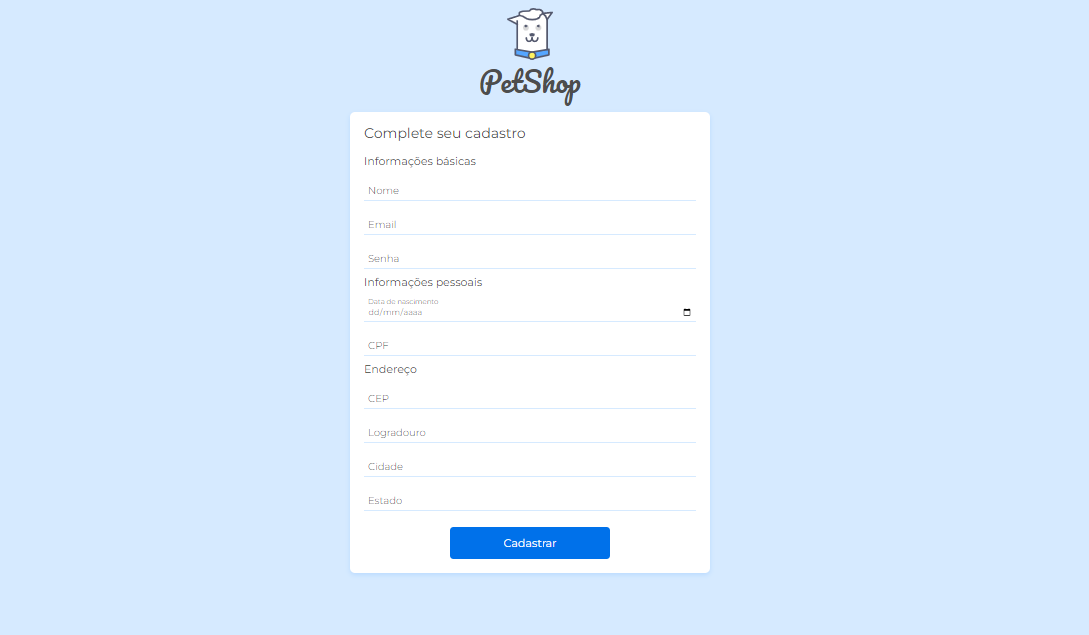 PetShop
Complete seu cadastro
Informações básicas
Nome
Email
Senha
Informações pessoais
Data de nascimento
dd/mm/aaaa
CPF
Endereço
CEP
Logradouro
Cidade
Estado
Cadastrar